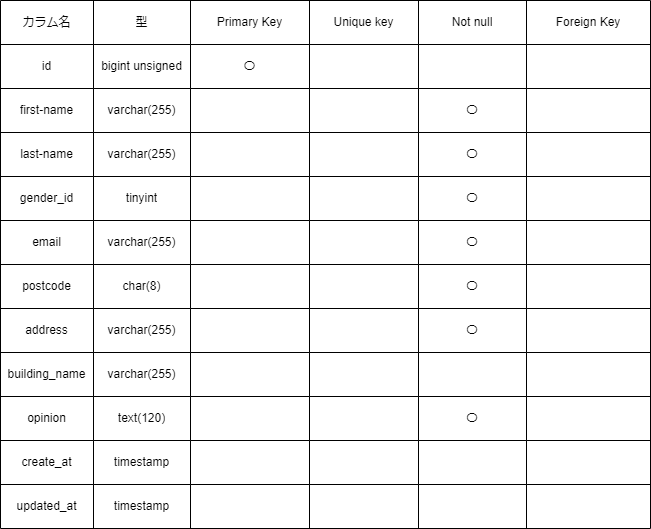 カラム名 型 Primary Key Unique key Not null Foreign Key
id bigint unsigned 〇
first-name varchar(255) 〇
last-name varchar(255) 〇
gender_id tinyint 〇
email varchar(255) 〇
postcode char(8) 〇
address varchar(255) 〇
building_name varchar(255)
opinion text(120) 〇
create_at timestamp
updated_at timestamp